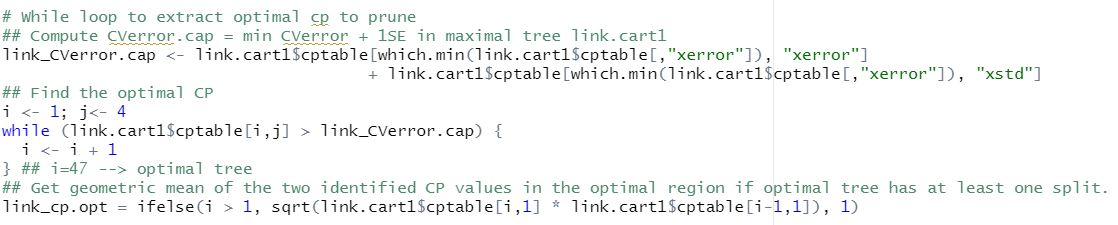 # While loop to extract optimal cp to prune
## Compute CVerror.cap = min CVerror + 1SE in maximal tree link.cart1
link_CVerror.cap <- link.cart1$cptable[which.min(link.cart1$cptable[,"xerror"]), "xerror"]
+ link.cart1$cptable[which.min(link.cart1$cptable[,"xerror"]), "xstd"]
## Find the optimal CP
i <- 1; j<- 4
while (link.cart1$cptable[i,j] > link_CVerror.cap) {
i <- i + 1
} ## i=47 --> optimal tree
## Get geometric mean of the two identified CP values in the optimal region if optimal tree has at least one split.
link_cp.opt = ifelse(i > 1, sqrt(link.cart1$cptable[i,1] * link.cart1$cptable[i-1,1]), 1)